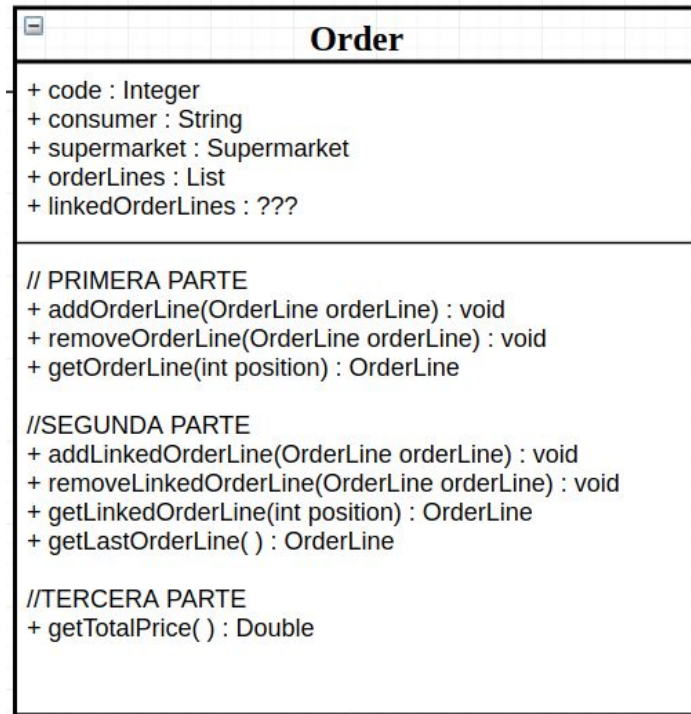 Order
+ code : Integer
+ consumer : String
+ supermarket : Supermarket
+ orderLines : List
+ linkedOrderLines : ???
// PRIMERA PARTE
+ addOrderLine(OrderLine orderLine) : void
+ removeOrderLine(OrderLine orderLine) : void
+ getOrderLine(int position) : OrderLine
//SEGUNDA PARTE
+ addLinkedOrderLine(OrderLine orderLine) : void
+ removeLinkedOrderLine(OrderLine orderLine) : void
+ getLinkedOrderLine(int position) : OrderLine
+ getLastOrderLine( ) : OrderLine
//TERCERA PARTE
+ getTotalPrice( ) : Double